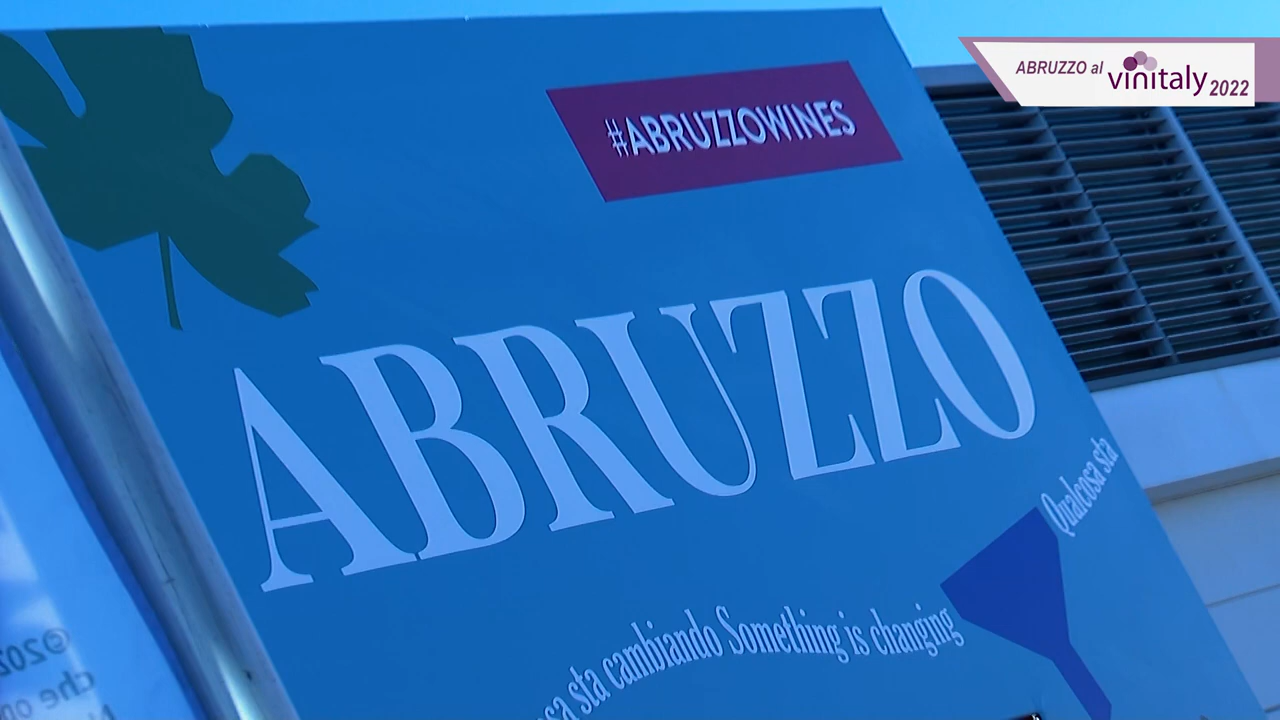 ABRUZZO al vinitaly 2022
#ABRUZZOWINES
ABRUZZO
Qualcosa sta
sta cambiando Something is changing